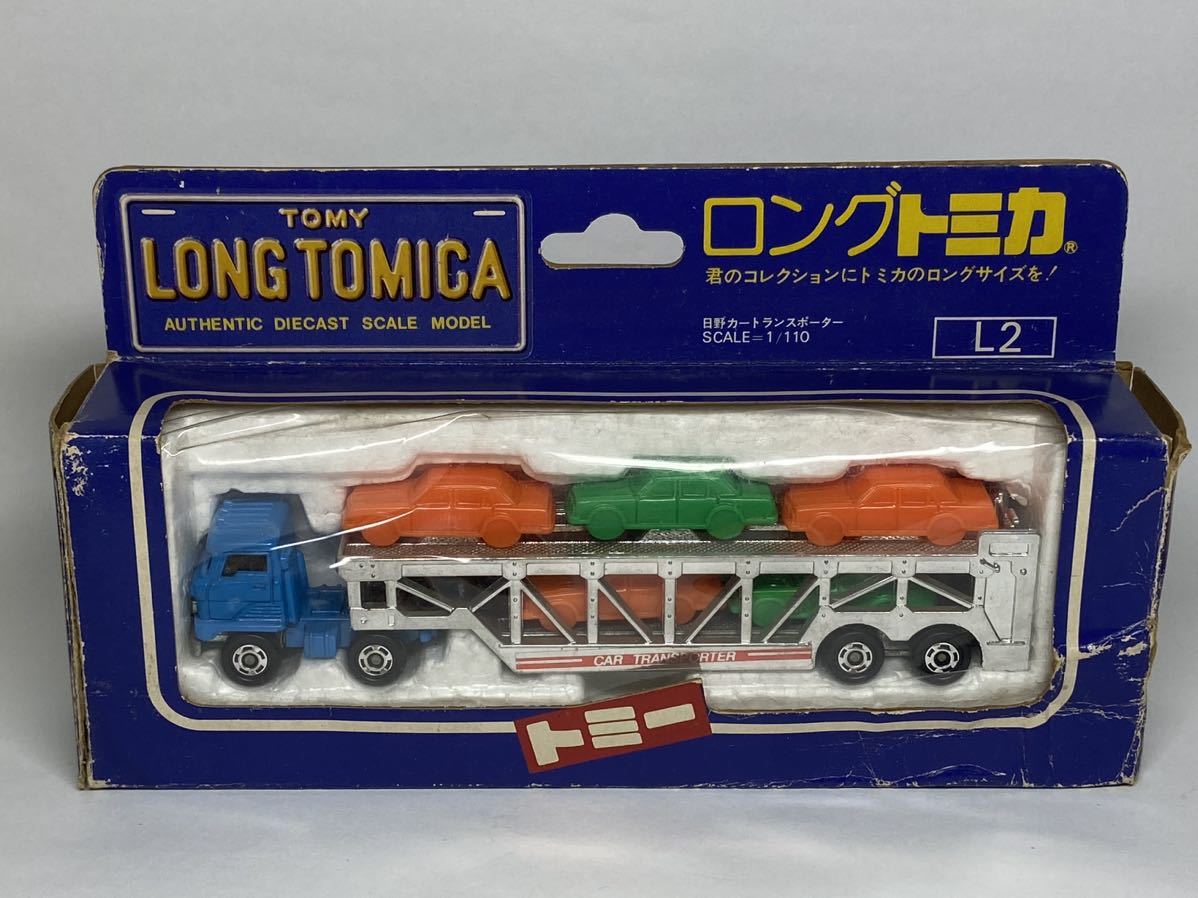 TOMY
LONG TOMICA
AUTHENTIC DIECAST SCALE MODEL
ロングトミカ®
君のコレクションにトミカのロングサイズを!
日野カートランスポーター
SCALE=1/110
L2
CAR TRANSPORTER
トミー